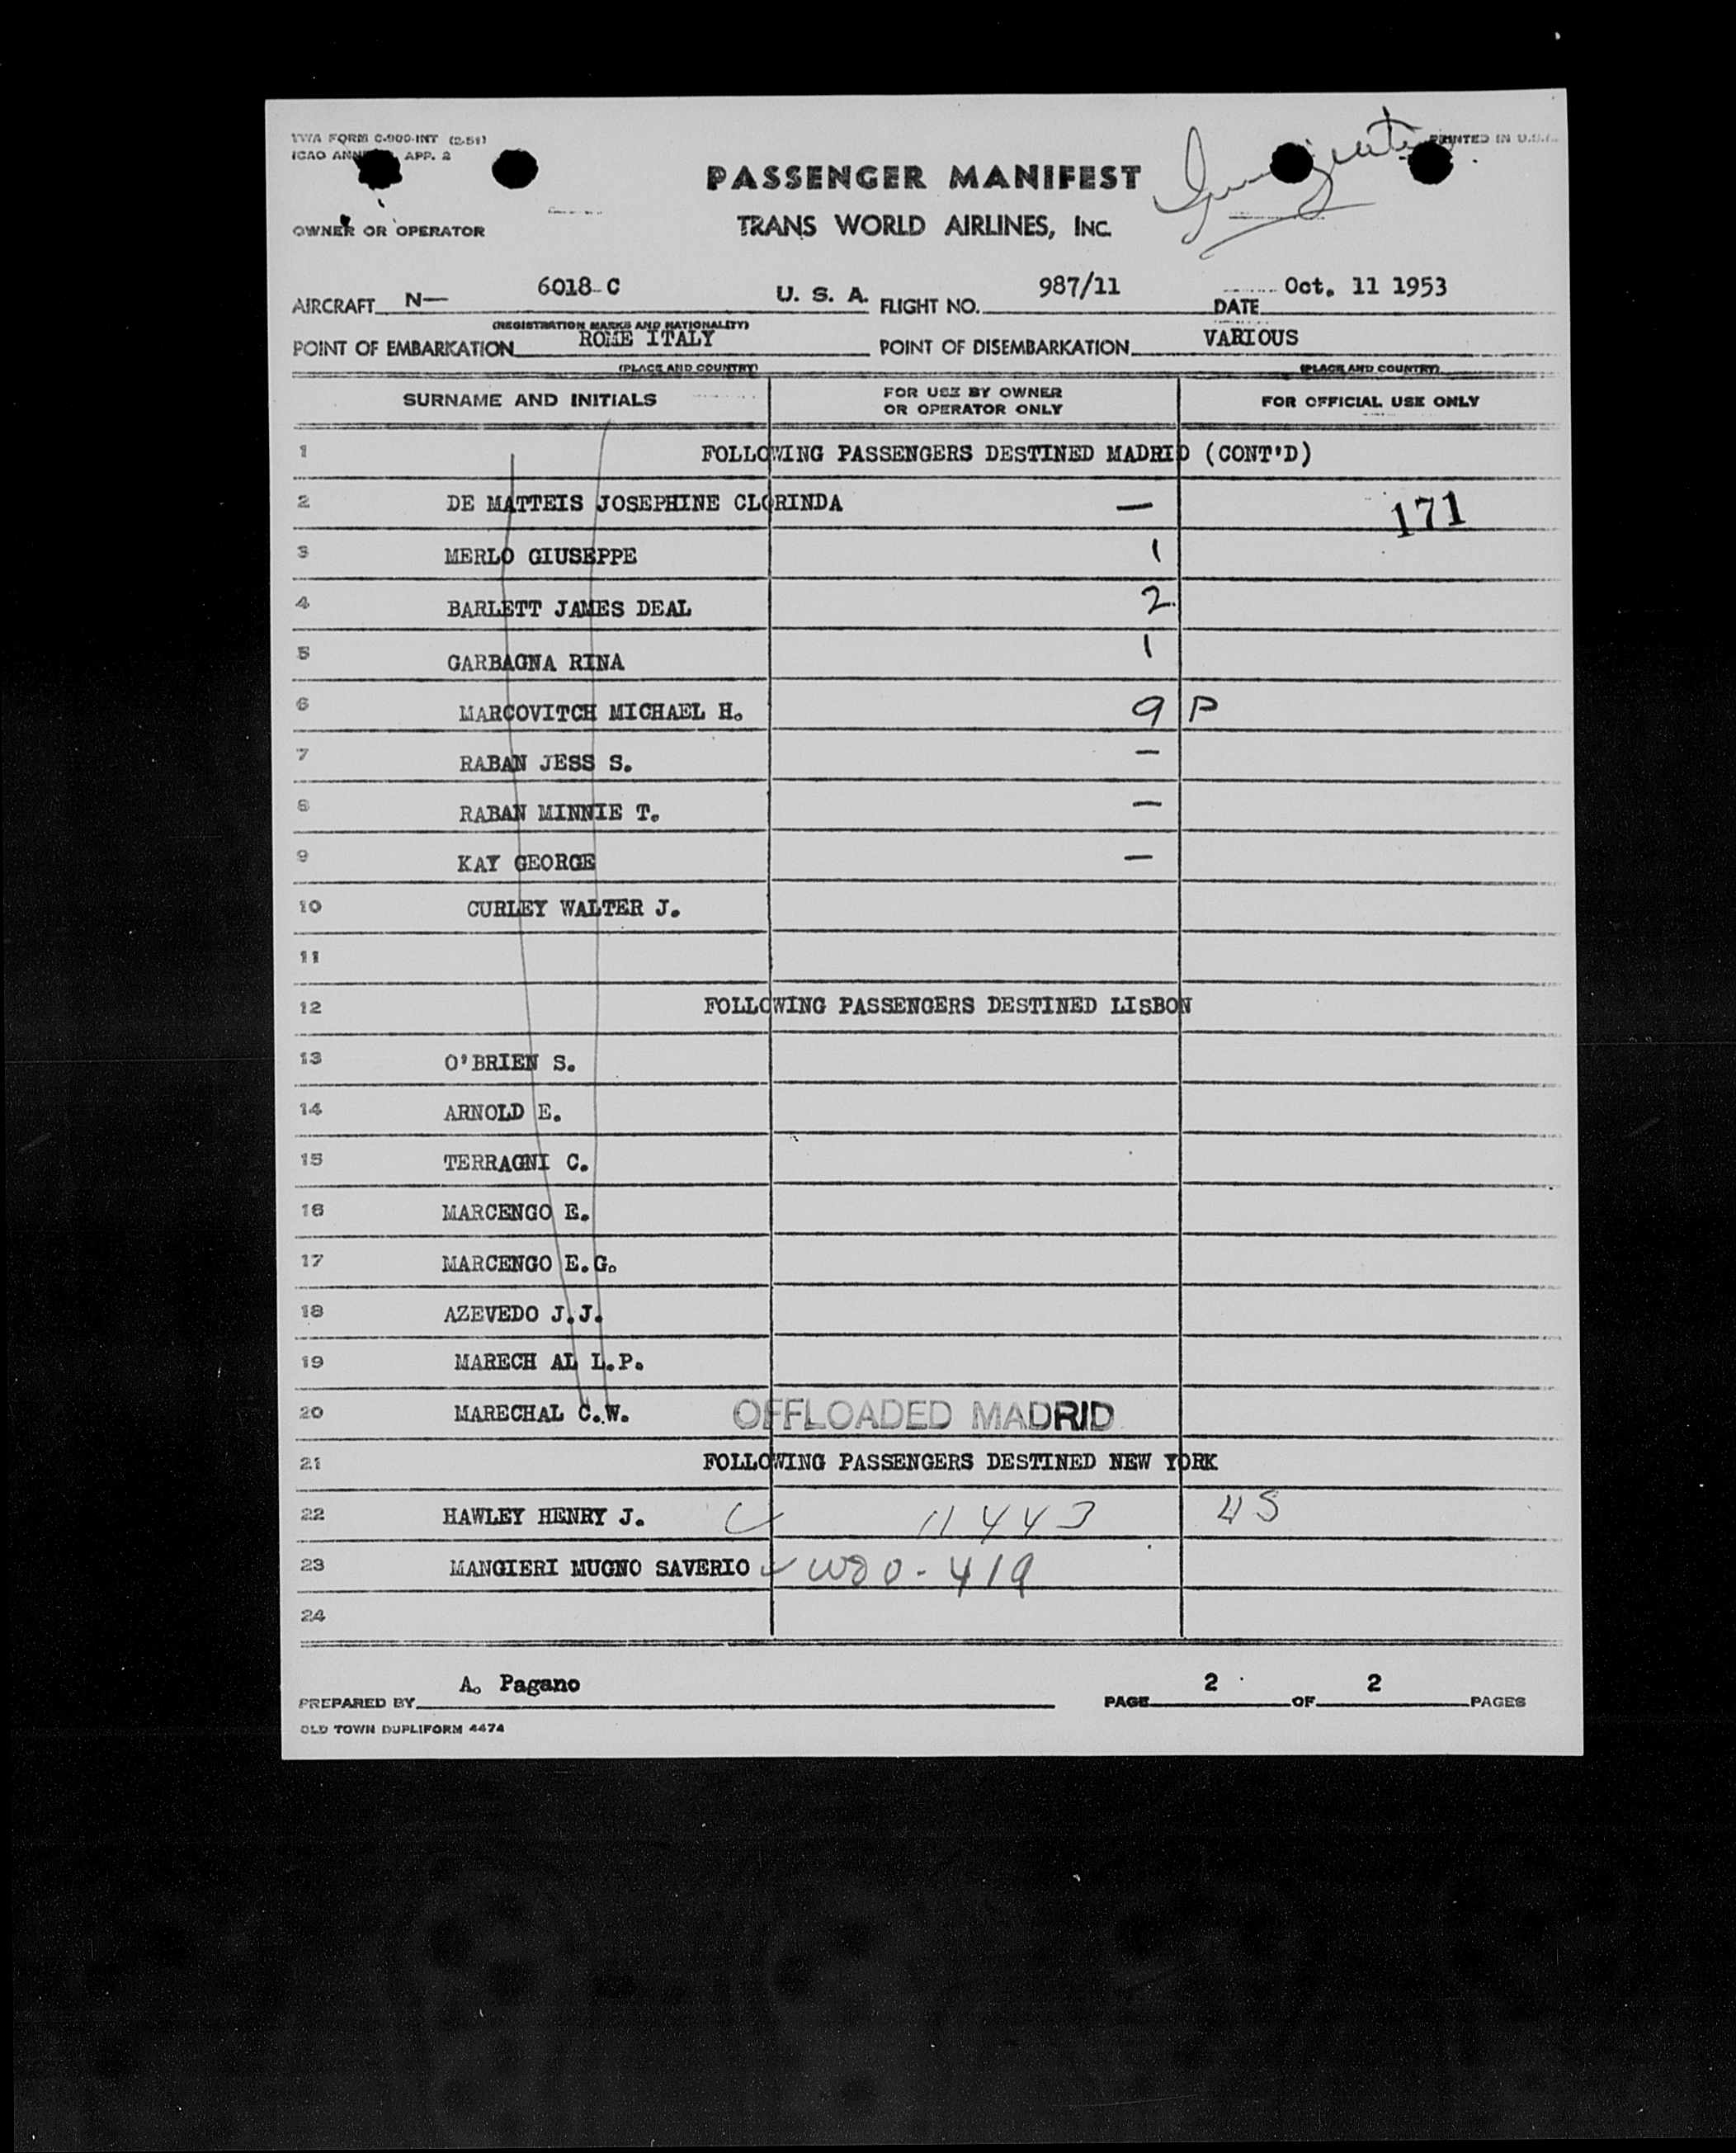 TWA FORM C-900-INT (2-51)
ICAO ANNEX APP. 2
PRINTED IN U.S.A.
PASSENGER MANIFEST
OWNER OR OPERATOR
TRANS WORLD AIRLINES, INC.
AIRCRAFT N— 6018-C U. S. A. FLIGHT NO. 987/11 DATE Oct. 11 1953
(REGISTRATION MARKS AND NATIONALITY)
POINT OF EMBARKATION ROME ITALY POINT OF DISEMBARKATION VARIOUS
(PLACE AND COUNTRY) (PLACE AND COUNTRY)
SURNAME AND INITIALS FOR USE BY OWNER OR OPERATOR ONLY FOR OFFICIAL USE ONLY
1 FOLLOWING PASSENGERS DESTINED MADRID (CONT'D)
2 DE MATTEIS JOSEPHINE CLORINDA — 171
3 MERLO GIUSEPPE 1
4 BARLETT JAMES DEAL 2
5 GARBAGNA RINA 1
6 MARCOVITCH MICHAEL H. 9 P
7 RABAN JESS S. —
8 RABAN MINNIE T. —
9 KAY GEORGE —
10 CURLEY WALTER J.
11
12 FOLLOWING PASSENGERS DESTINED LISBON
13 O'BRIEN S.
14 ARNOLD E.
15 TERRAGNI C.
16 MARCENGO E.
17 MARCENGO E.G.
18 AZEVEDO J.J.
19 MARECH AL L.P.
20 MARECHAL C.W. OFFLOADED MADRID
21 FOLLOWING PASSENGERS DESTINED NEW YORK
22 HAWLEY HENRY J. 11443 US
23 MANGIERI MUGNO SAVERIO W80-419
24
PREPARED BY A. Pagano PAGE 2 OF 2 PAGES
OLD TOWN DUPLIFORM 4474